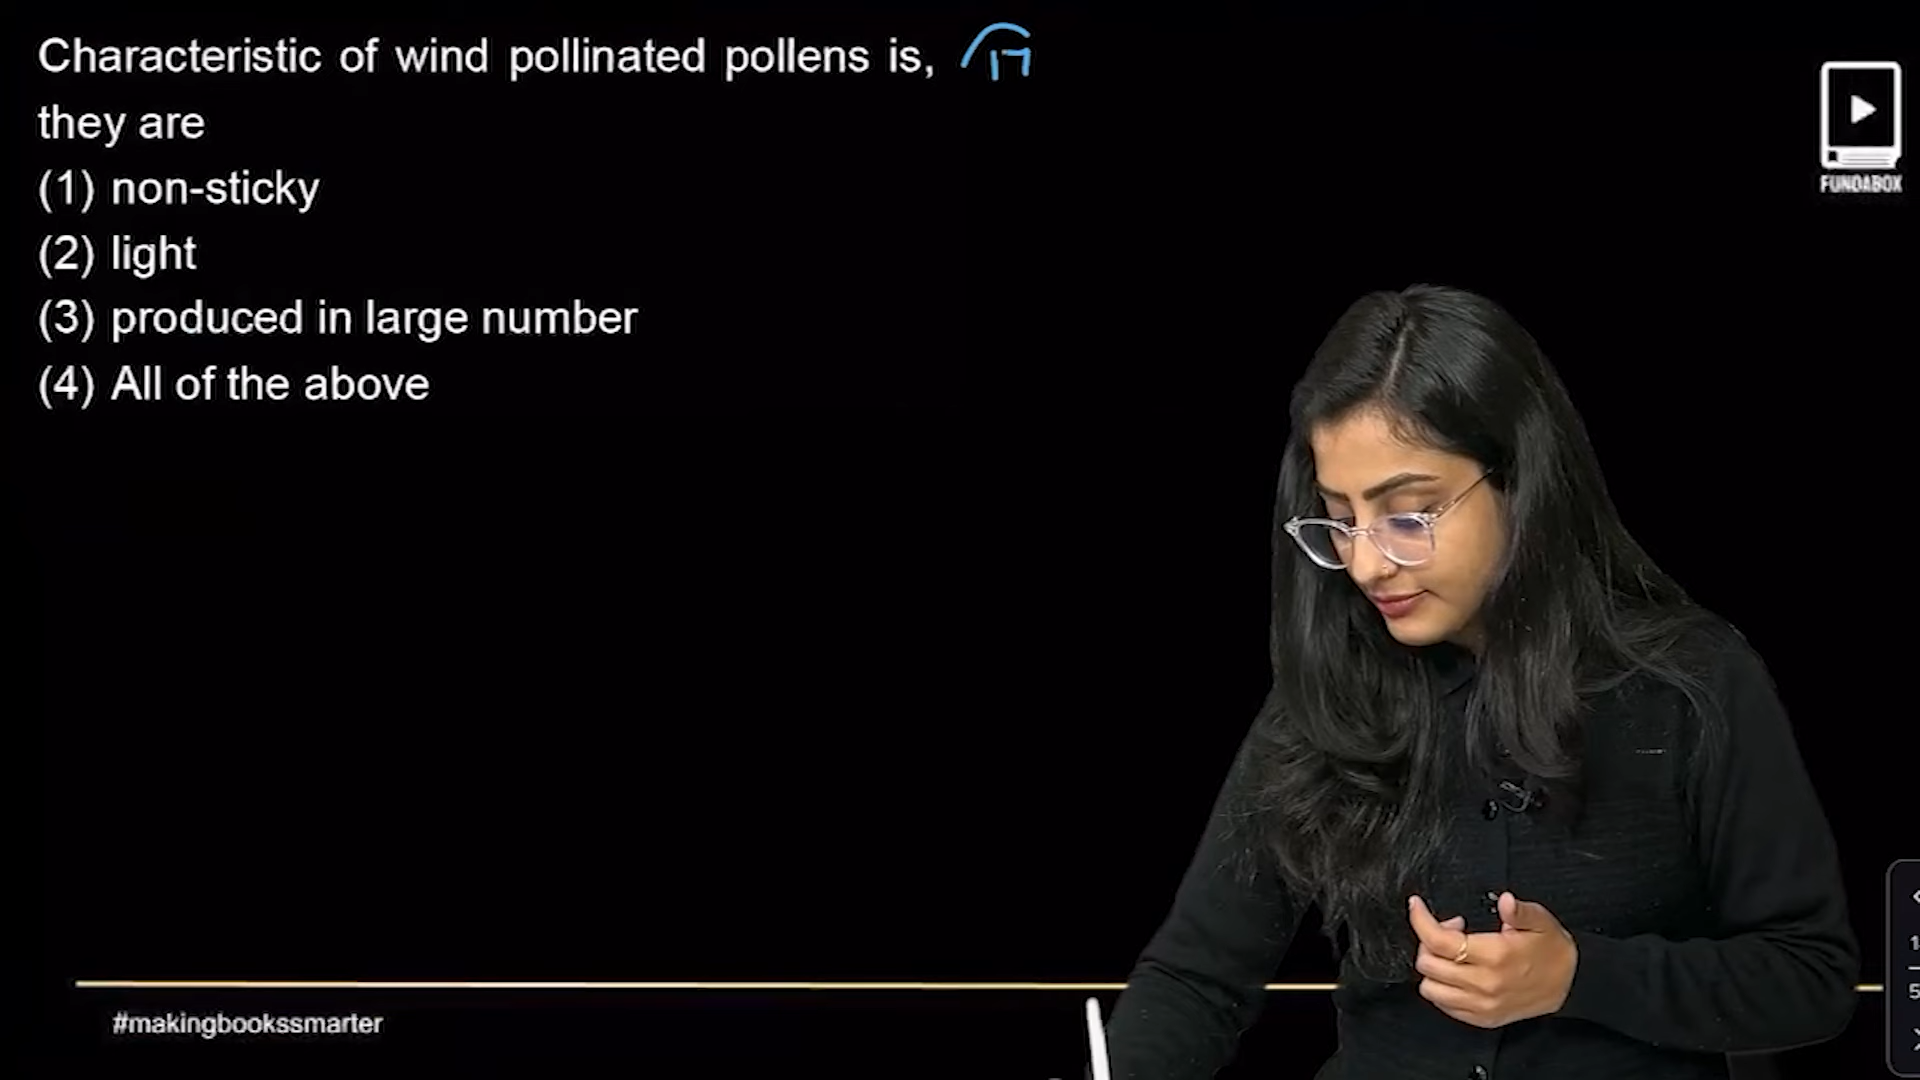 Characteristic of wind pollinated pollens is, 17
they are
(1) non-sticky
(2) light
(3) produced in large number
(4) All of the above
FUNDABOX
#makingbookssmarter